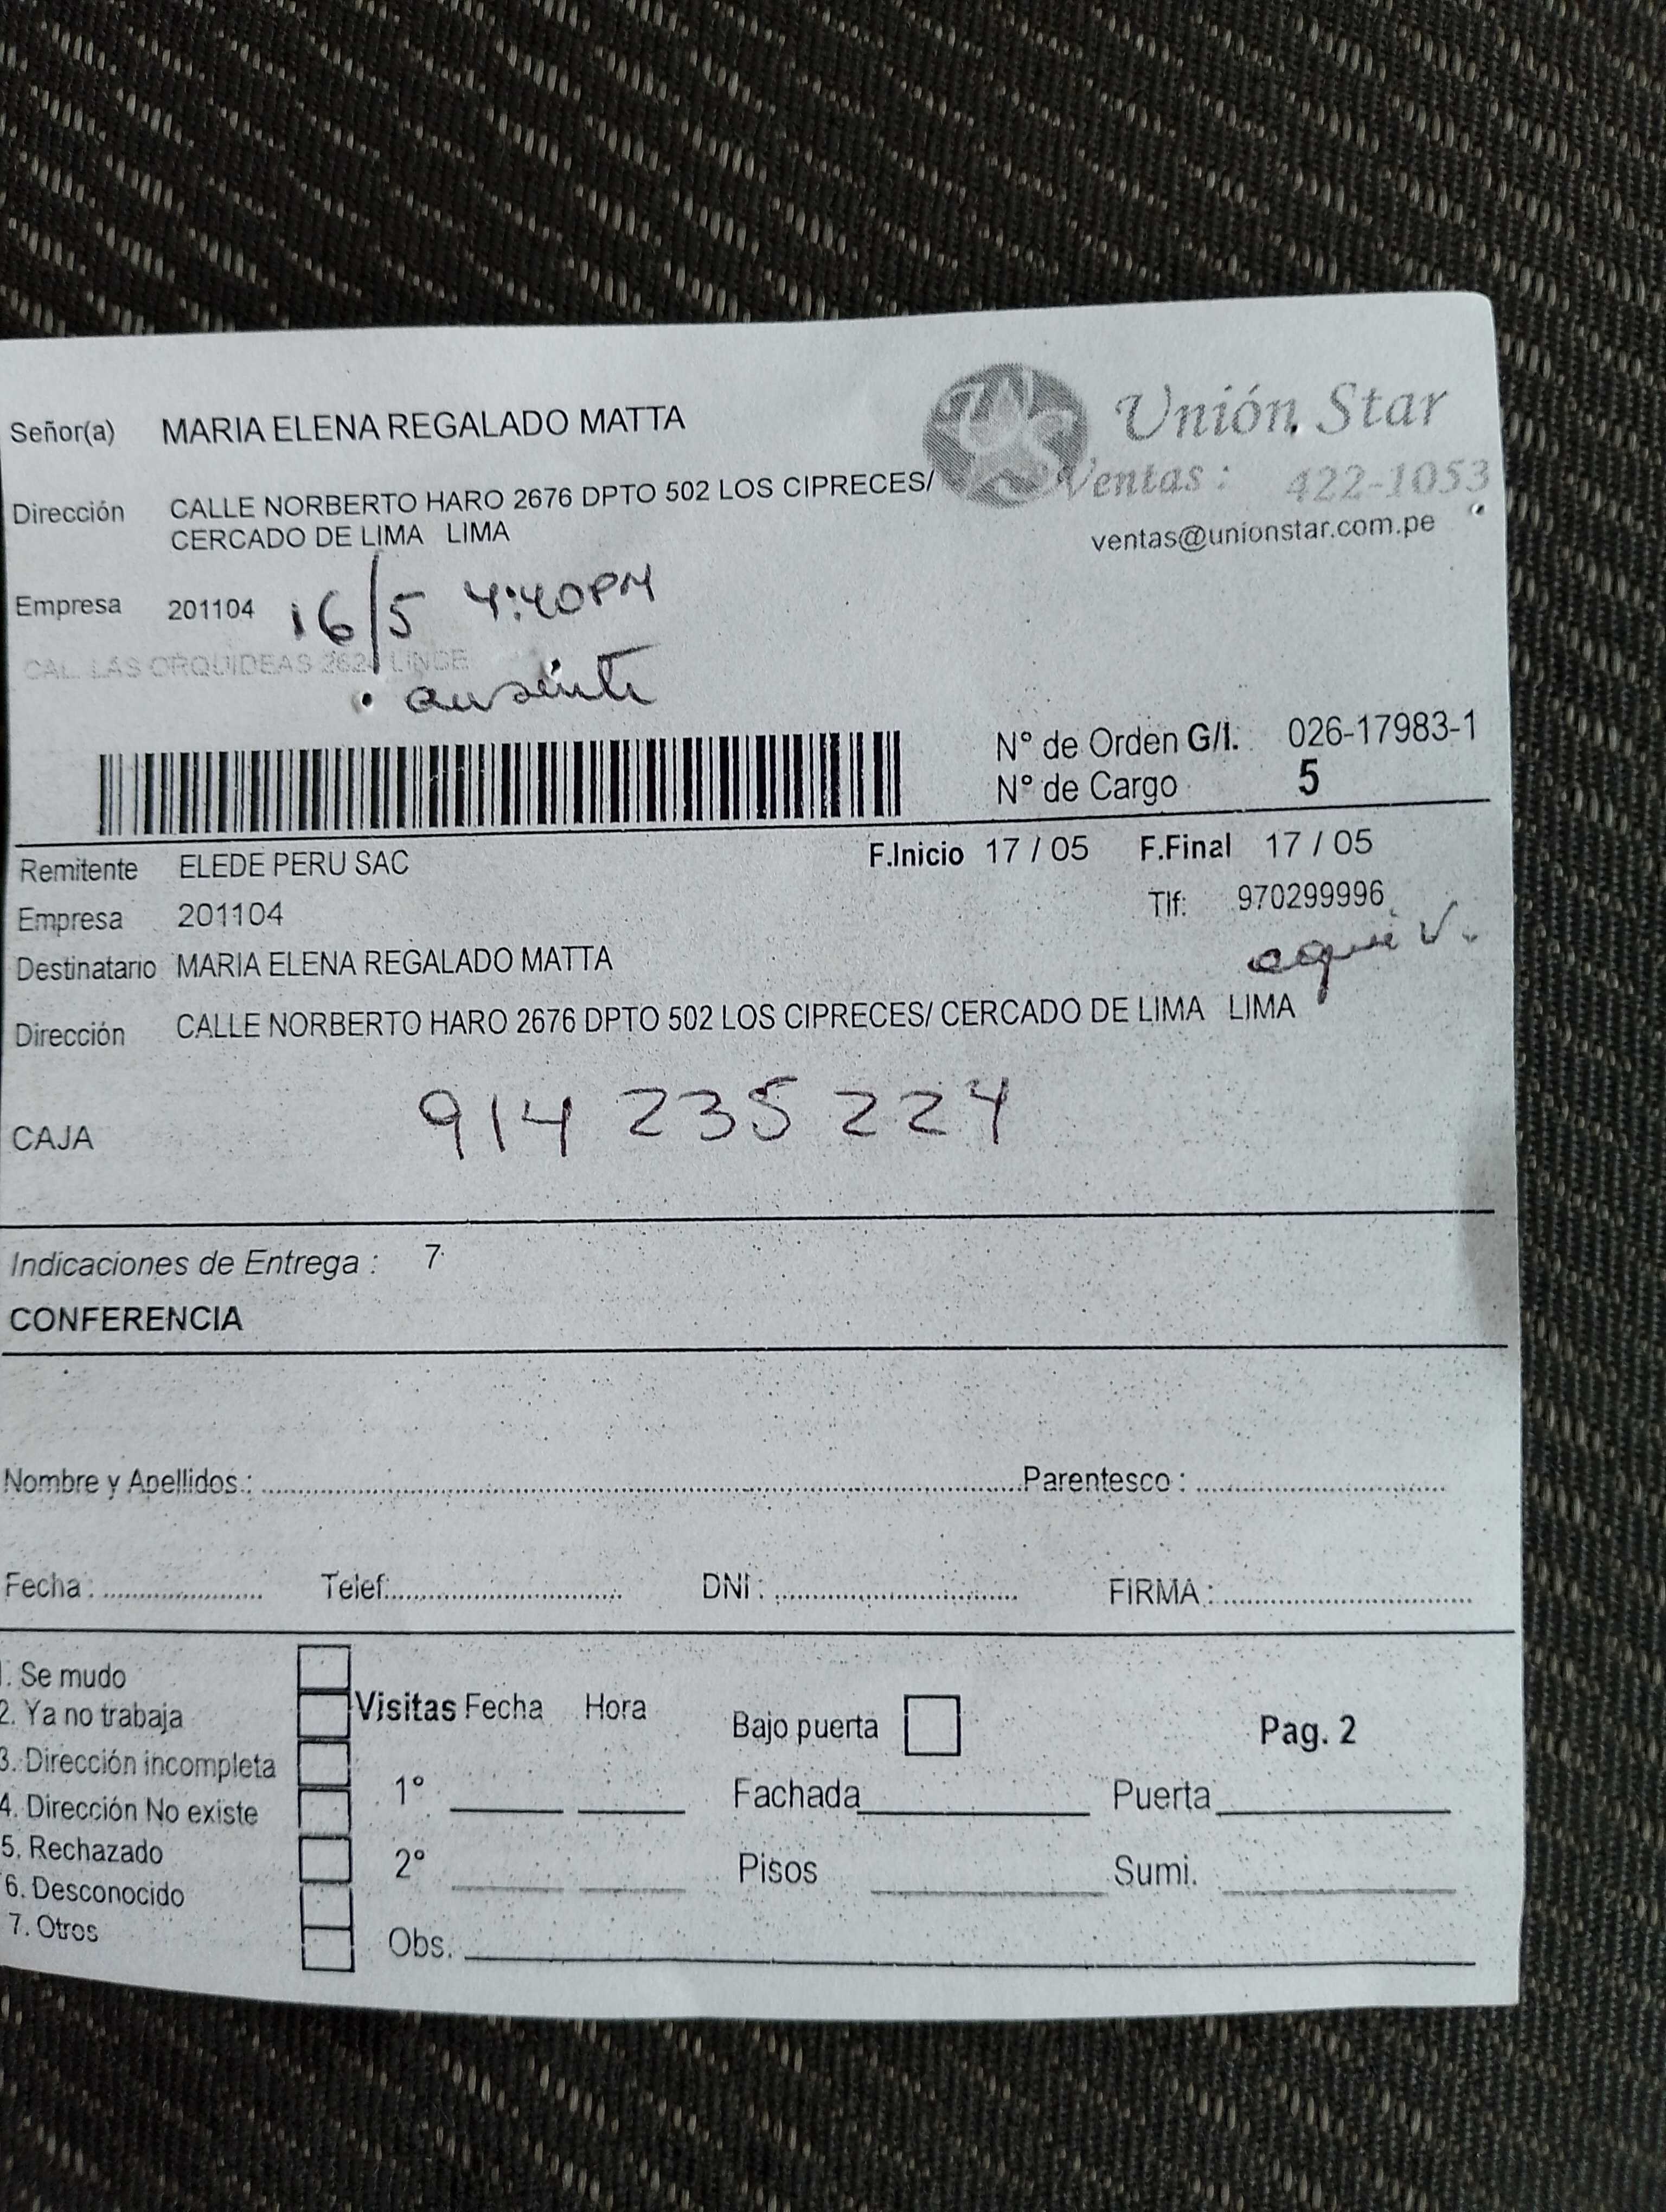 Señor(a) MARIA ELENA REGALADO MATTA
Unión Star
Ventas : 422-1053
ventas@unionstar.com.pe
Dirección CALLE NORBERTO HARO 2676 DPTO 502 LOS CIPRECES/
CERCADO DE LIMA LIMA
Empresa 201104 16/5 4:40PM
CAL. LAS ORQUIDEAS LINCE
ausente
N° de Orden G/I. 026-17983-1
N° de Cargo 5
Remitente ELEDE PERU SAC F.Inicio 17 / 05 F.Final 17 / 05
Empresa 201104 Tlf: 970299996
Destinatario MARIA ELENA REGALADO MATTA
Dirección CALLE NORBERTO HARO 2676 DPTO 502 LOS CIPRECES/ CERCADO DE LIMA LIMA
914 235 224
CAJA
Indicaciones de Entrega : 7
CONFERENCIA
Nombre y Apellidos : Parentesco :
Fecha : Telef: DNI : FIRMA :
1. Se mudo
2. Ya no trabaja
3. Dirección incompleta
4. Dirección No existe
5. Rechazado
6. Desconocido
7. Otros
Visitas Fecha Hora
1°
2°
Obs.
Bajo puerta
Fachada
Pisos
Pag. 2
Puerta
Sumi.